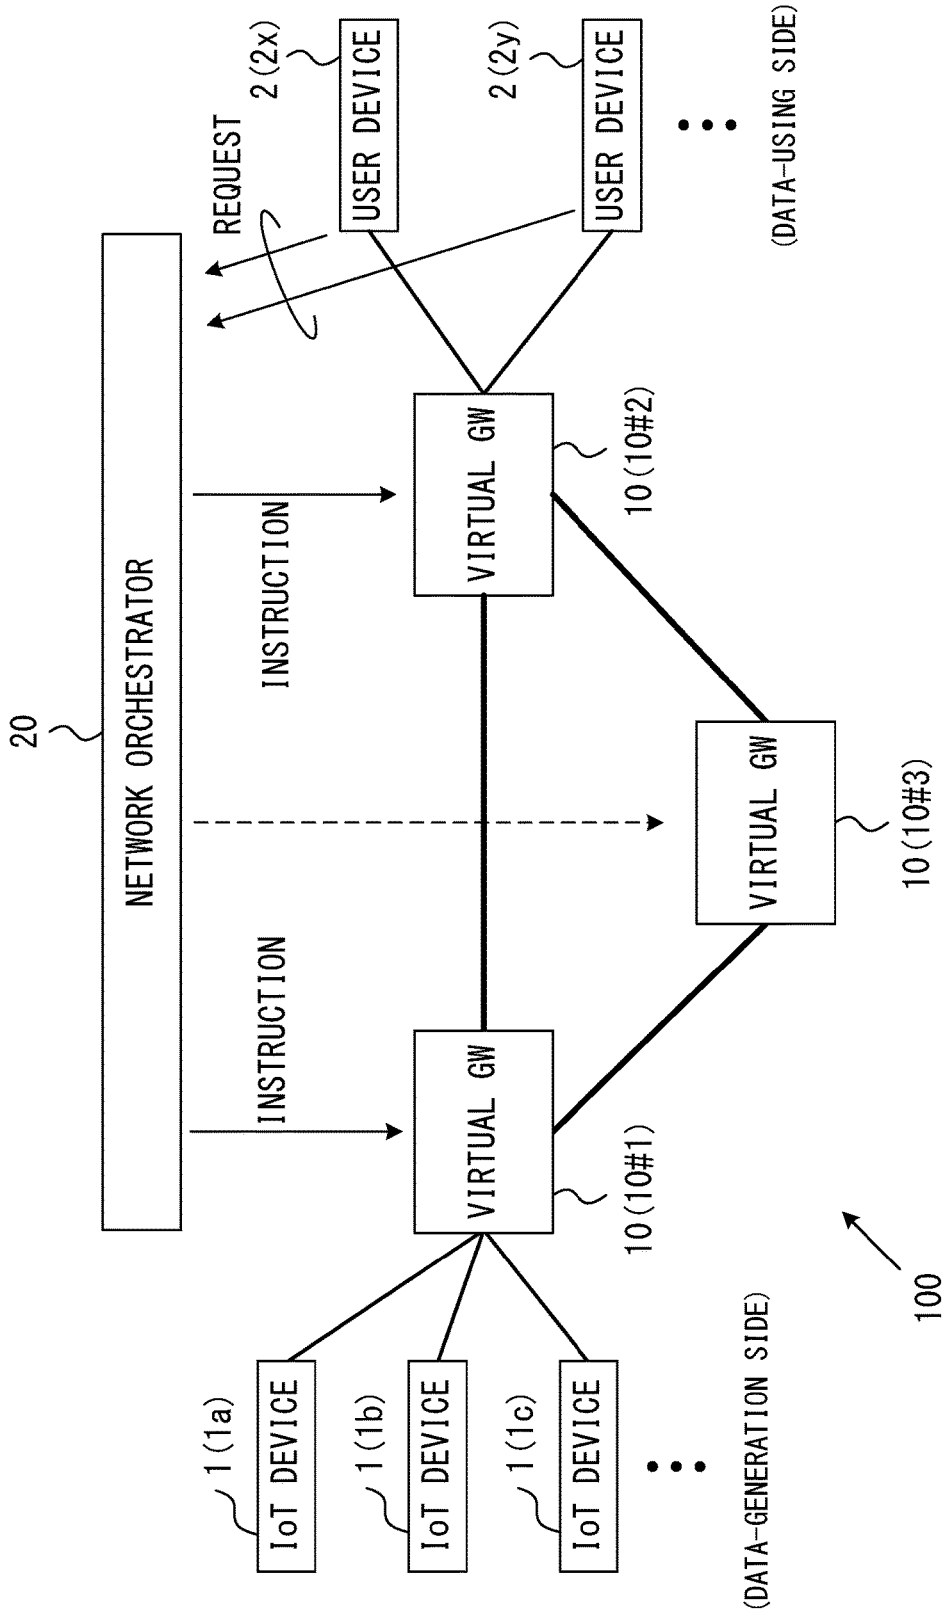 20
NETWORK ORCHESTRATOR
INSTRUCTION
INSTRUCTION
REQUEST
1(1a)
IoT DEVICE
1(1b)
IoT DEVICE
1(1c)
IoT DEVICE
(DATA-GENERATION SIDE)
VIRTUAL GW
10(10#1)
VIRTUAL GW
10(10#2)
VIRTUAL GW
10(10#3)
2(2x)
USER DEVICE
2(2y)
USER DEVICE
(DATA-USING SIDE)
100